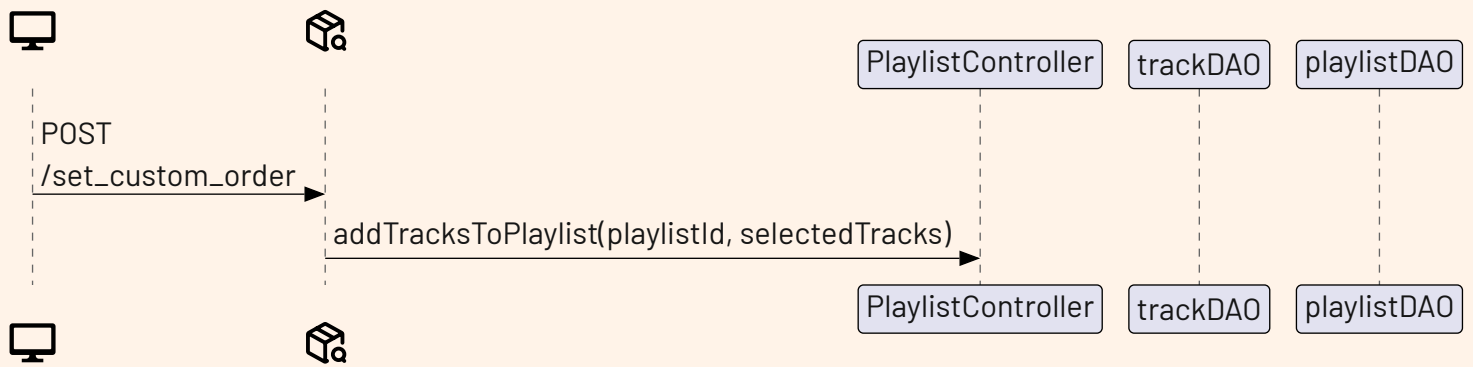 PlaylistController
trackDAO
playlistDAO
POST
/set_custom_order
addTracksToPlaylist(playlistId, selectedTracks)
PlaylistController
trackDAO
playlistDAO